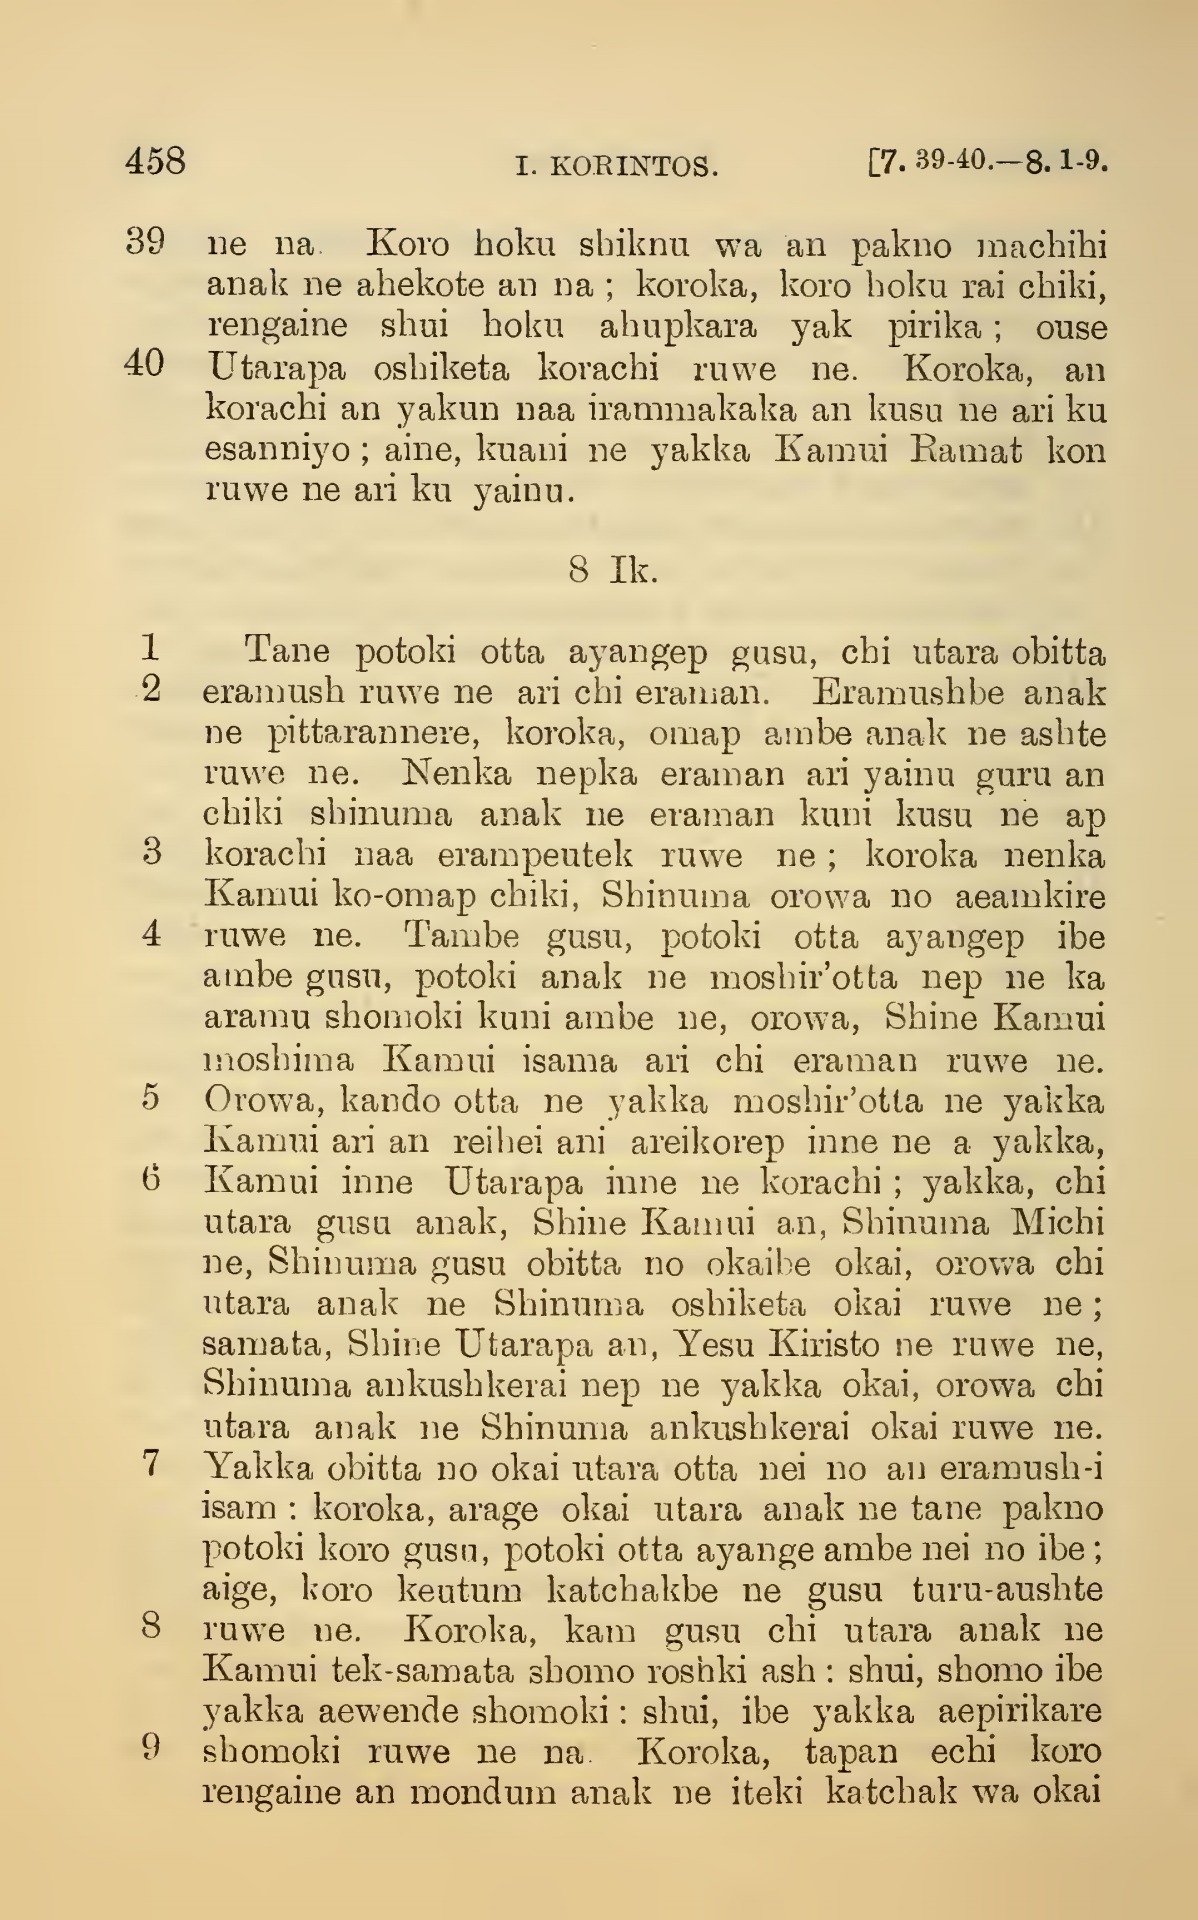 458 I. KORINTOS. [7. 39-40.—8. 1-9.
39 ne na. Koro hoku shiknu wa an pakno machihi
anak ne ahekote an na ; koroka, koro hoku rai chiki,
rengaine shui hoku ahupkara yak pirika ; ouse
40 Utarapa oshiketa korachi ruwe ne. Koroka, an
korachi an yakun naa irammakaka an kusu ne ari ku
esanniyo ; aine, kuani ne yakka Kamui Ramat kon
ruwe ne ari ku yainu.
8 Ik.
1 Tane potoki otta ayangep gusu, chi utara obitta
2 eramush ruwe ne ari chi eraman. Eramushbe anak
ne pittarannere, koroka, omap ambe anak ne ashte
ruwe ne. Nenka nepka eraman ari yainu guru an
chiki shinuma anak ne eraman kuni kusu ne ap
3 korachi naa erampeutek ruwe ne ; koroka nenka
Kamui ko-omap chiki, Shinuma orowa no aeamkire
4 ruwe ne. Tambe gusu, potoki otta ayangep ibe
ambe gusu, potoki anak ne moshir'otta nep ne ka
aramu shomoki kuni ambe ne, orowa, Shine Kamui
moshima Kamui isama ari chi eraman ruwe ne.
5 Orowa, kando otta ne yakka moshir'otta ne yakka
Kamui ari an reihei ani areikorep inne ne a yakka,
6 Kamui inne Utarapa inne ne korachi ; yakka, chi
utara gusu anak, Shine Kamui an, Shinuma Michi
ne, Shinuma gusu obitta no okaibe okai, orowa chi
utara anak ne Shinuma oshiketa okai ruwe ne ;
samata, Shine Utarapa an, Yesu Kiristo ne ruwe ne,
Shinuma ankushkerai nep ne yakka okai, orowa chi
utara anak ne Shinuma ankushkerai okai ruwe ne.
7 Yakka obitta no okai utara otta nei no an eramush-i
isam : koroka, arage okai utara anak ne tane pakno
potoki koro gusu, potoki otta ayange ambe nei no ibe ;
aige, koro keutum katchakbe ne gusu turu-aushte
8 ruwe ne. Koroka, kam gusu chi utara anak ne
Kamui tek-samata shomo roshki ash : shui, shomo ibe
yakka aewende shomoki : shui, ibe yakka aepirikare
9 shomoki ruwe ne na. Koroka, tapan echi koro
rengaine an mondum anak ne iteki katchak wa okai